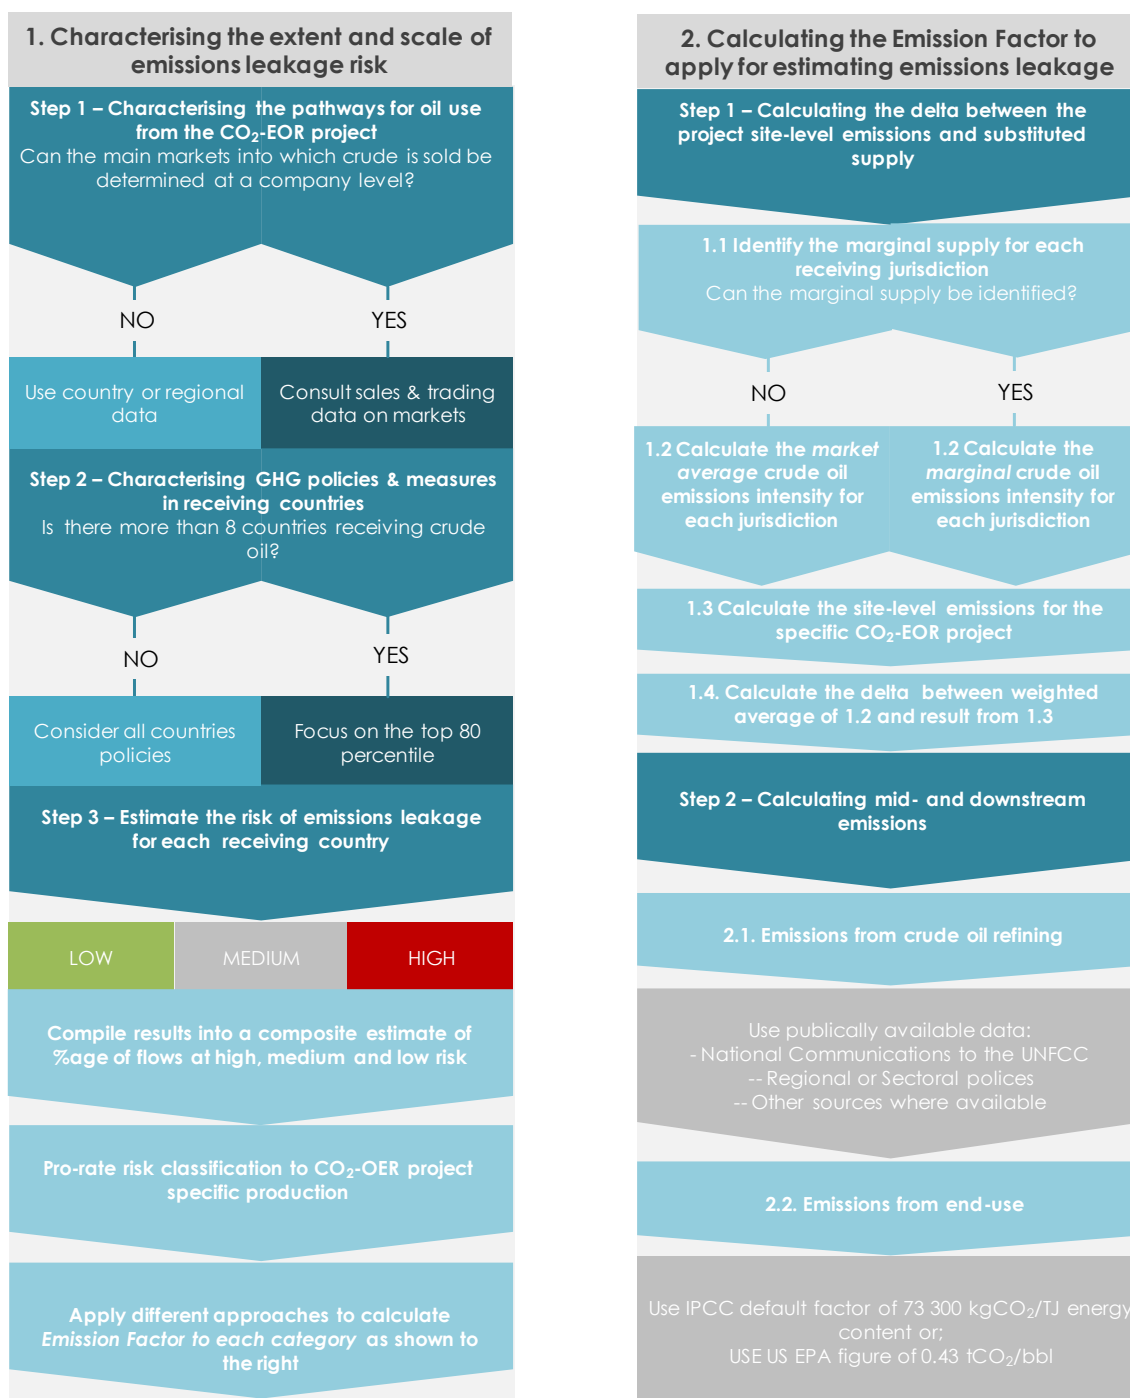 1. Characterising the extent and scale of
emissions leakage risk
Step 1 – Characterising the pathways for oil use
from the CO₂-EOR project
Can the main markets into which crude is sold be
determined at a company level?
NO
YES
Use country or regional
data
Consult sales & trading
data on markets
Step 2 – Characterising GHG policies & measures
in receiving countries
Is there more than 8 countries receiving crude
oil?
NO
YES
Consider all countries
policies
Focus on the top 80
percentile
Step 3 – Estimate the risk of emissions leakage
for each receiving country
LOW
MEDIUM
HIGH
Compile results into a composite estimate of
%age of flows at high, medium and low risk
Pro-rate risk classification to CO₂-OER project
specific production
Apply different approaches to calculate
Emission Factor to each category as shown to
the right
2. Calculating the Emission Factor to
apply for estimating emissions leakage
Step 1 – Calculating the delta between the
project site-level emissions and substituted
supply
1.1 Identify the marginal supply for each
receiving jurisdiction
Can the marginal supply be identified?
NO
YES
1.2 Calculate the market
average crude oil
emissions intensity for
each jurisdiction
1.2 Calculate the
marginal crude oil
emissions intensity for
each jurisdiction
1.3 Calculate the site-level emissions for the
specific CO₂-EOR project
1.4. Calculate the delta between weighted
average of 1.2 and result from 1.3
Step 2 – Calculating mid- and downstream
emissions
2.1. Emissions from crude oil refining
Use publically available data:
- National Communications to the UNFCC
-- Regional or Sectoral polices
-- Other sources where available
2.2. Emissions from end-use
Use IPCC default factor of 73 300 kgCO₂/TJ energy
content or;
USE US EPA figure of 0.43 tCO₂/bbl